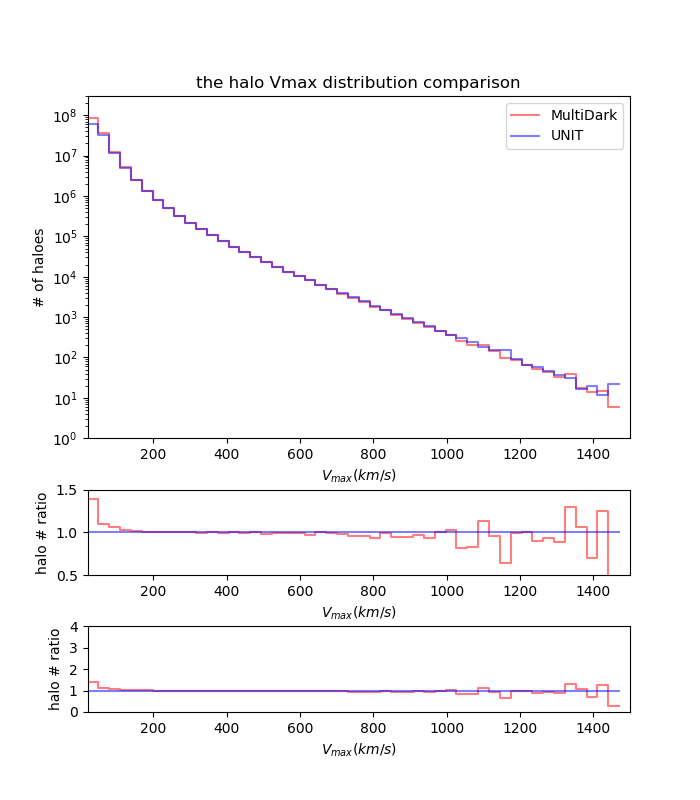 the halo Vmax distribution comparison
MultiDark
UNIT
# of haloes
10^8
10^7
10^6
10^5
10^4
10^3
10^2
10^1
10^0
200 400 600 800 1000 1200 1400
V_max(km/s)
halo # ratio
1.5
1.0
0.5
200 400 600 800 1000 1200 1400
V_max(km/s)
halo # ratio
4
3
2
1
0
200 400 600 800 1000 1200 1400
V_max(km/s)